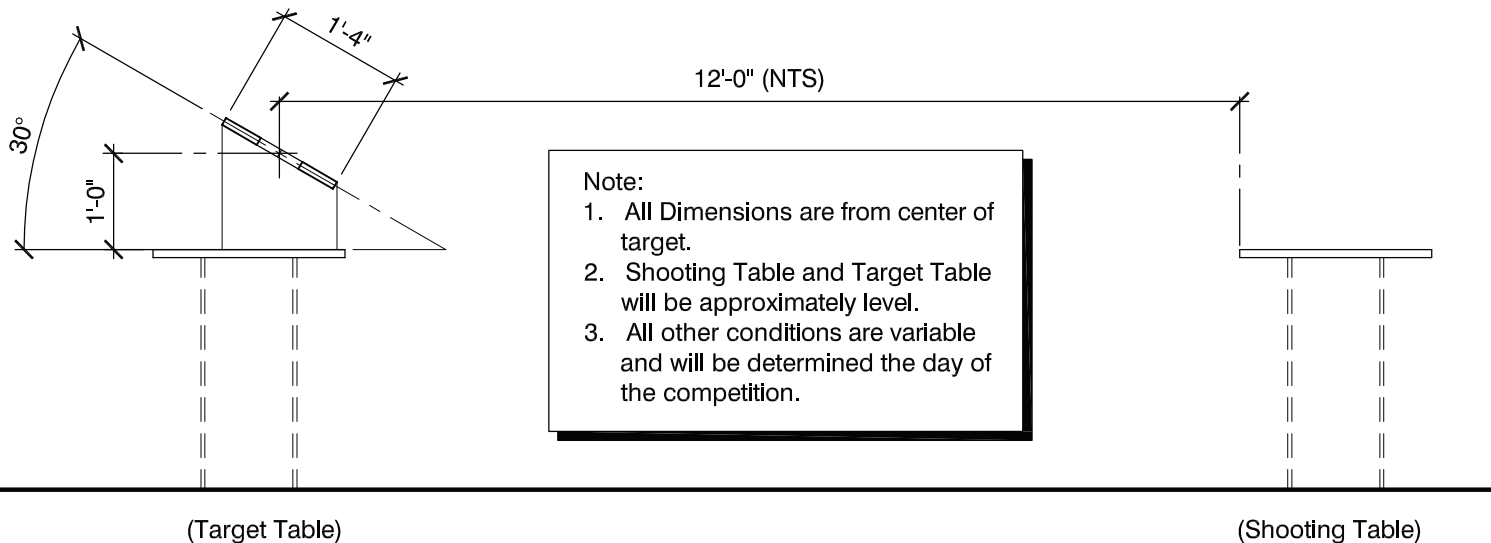 1'-4"
12'-0" (NTS)
30°
1'-0"
Note:
1. All Dimensions are from center of
target.
2. Shooting Table and Target Table
will be approximately level.
3. All other conditions are variable
and will be determined the day of
the competition.
(Target Table)
(Shooting Table)